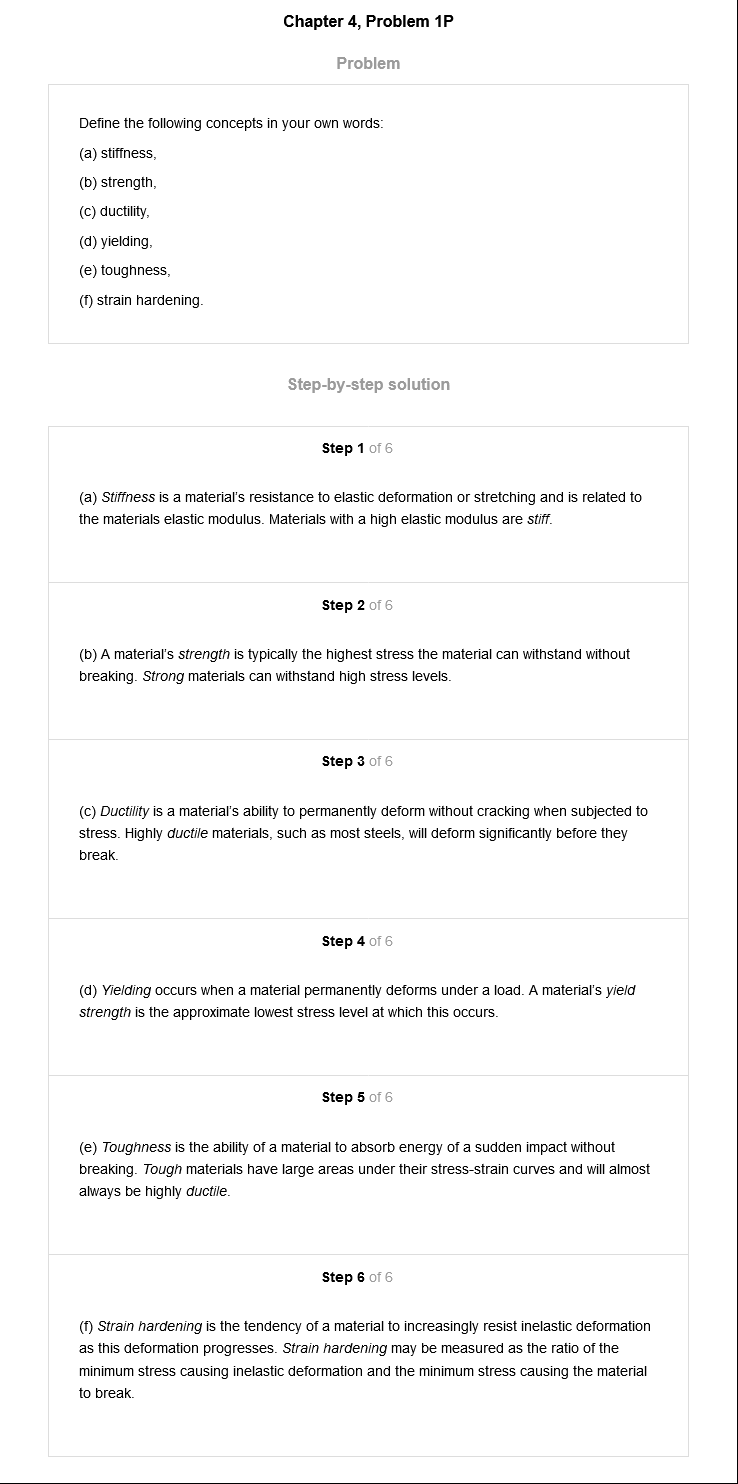 Chapter 4, Problem 1P
Problem
Define the following concepts in your own words:
(a) stiffness,
(b) strength,
(c) ductility,
(d) yielding,
(e) toughness,
(f) strain hardening.
Step-by-step solution
Step 1 of 6
(a) Stiffness is a material's resistance to elastic deformation or stretching and is related to
the materials elastic modulus. Materials with a high elastic modulus are stiff.
Step 2 of 6
(b) A material's strength is typically the highest stress the material can withstand without
breaking. Strong materials can withstand high stress levels.
Step 3 of 6
(c) Ductility is a material's ability to permanently deform without cracking when subjected to
stress. Highly ductile materials, such as most steels, will deform significantly before they
break.
Step 4 of 6
(d) Yielding occurs when a material permanently deforms under a load. A material's yield
strength is the approximate lowest stress level at which this occurs.
Step 5 of 6
(e) Toughness is the ability of a material to absorb energy of a sudden impact without
breaking. Tough materials have large areas under their stress-strain curves and will almost
always be highly ductile.
Step 6 of 6
(f) Strain hardening is the tendency of a material to increasingly resist inelastic deformation
as this deformation progresses. Strain hardening may be measured as the ratio of the
minimum stress causing inelastic deformation and the minimum stress causing the material
to break.